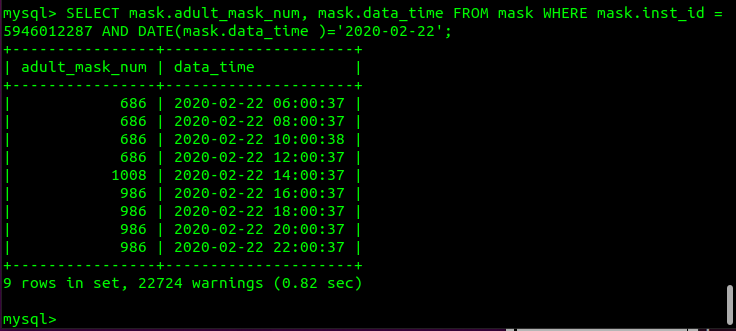 mysql> SELECT mask.adult_mask_num, mask.data_time FROM mask WHERE mask.inst_id =
5946012287 AND DATE(mask.data_time )='2020-02-22';
+----------------+---------------------+
| adult_mask_num | data_time           |
+----------------+---------------------+
|            686 | 2020-02-22 06:00:37 |
|            686 | 2020-02-22 08:00:37 |
|            686 | 2020-02-22 10:00:38 |
|            686 | 2020-02-22 12:00:37 |
|           1008 | 2020-02-22 14:00:37 |
|            986 | 2020-02-22 16:00:37 |
|            986 | 2020-02-22 18:00:37 |
|            986 | 2020-02-22 20:00:37 |
|            986 | 2020-02-22 22:00:37 |
+----------------+---------------------+
9 rows in set, 22724 warnings (0.82 sec)
mysql>